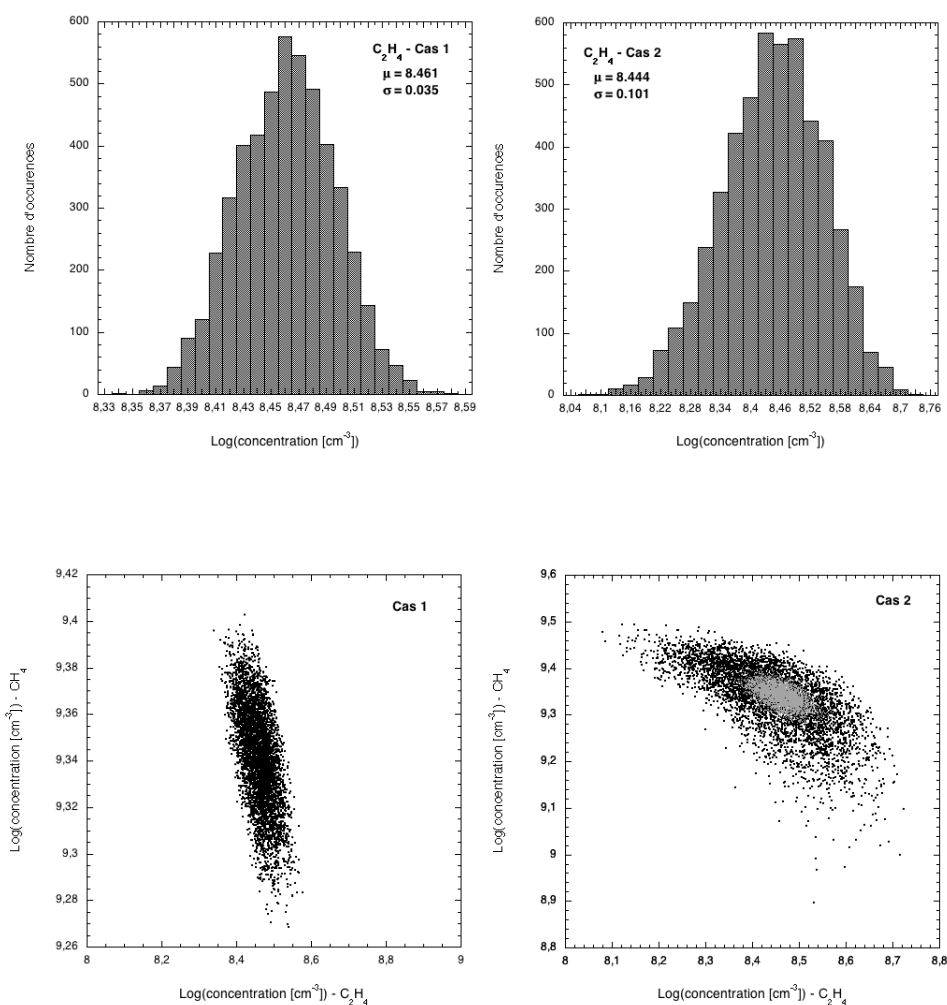 C₂H₄ - Cas 1
μ = 8.461
σ = 0.035
Nombre d'occurences
600
500
400
300
200
100
0
8,33 8,35 8,37 8,39 8,41 8,43 8,45 8,47 8,49 8,51 8,53 8,55 8,57 8,59
Log(concentration [cm⁻³])
C₂H₄ - Cas 2
μ = 8.444
σ = 0.101
Nombre d'occurences
600
500
400
300
200
100
0
8,04 8,1 8,16 8,22 8,28 8,34 8,4 8,46 8,52 8,58 8,64 8,7 8,76
Log(concentration [cm⁻³])
Cas 1
Log(concentration [cm⁻³]) - CH₄
9,42
9,4
9,38
9,36
9,34
9,32
9,3
9,28
9,26
8 8,2 8,4 8,6 8,8 9
Log(concentration [cm⁻³]) - C₂H₄
Cas 2
Log(concentration [cm⁻³]) - CH₄
9,6
9,5
9,4
9,3
9,2
9,1
9
8,9
8,8
8 8,1 8,2 8,3 8,4 8,5 8,6 8,7 8,8
Log(concentration [cm⁻³]) - C₂H₄